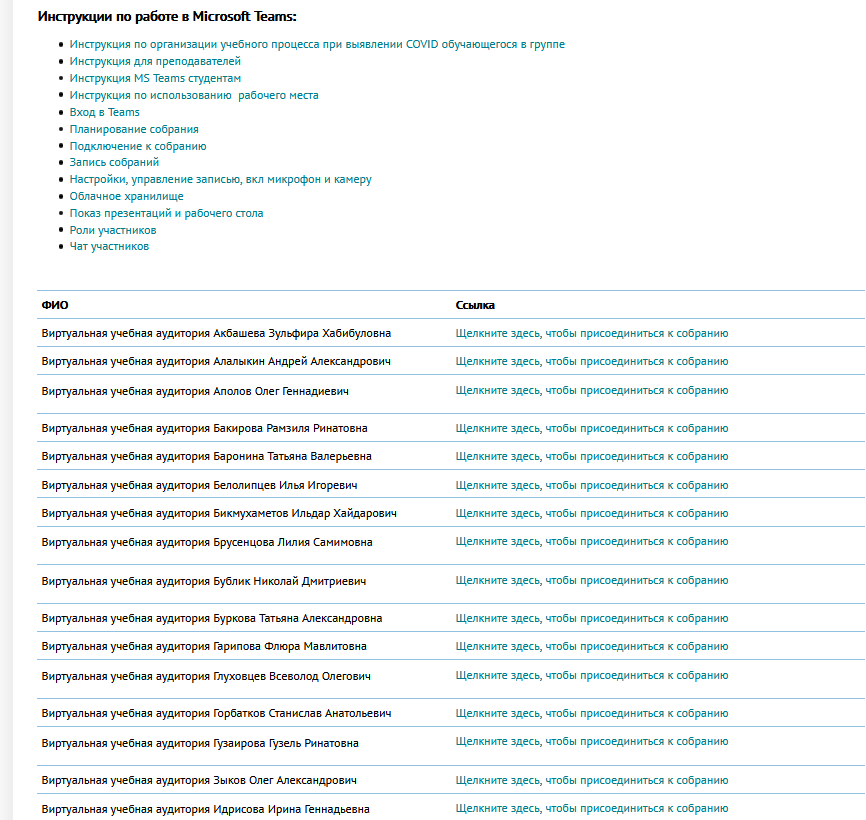 Инструкции по работе в Microsoft Teams:
Инструкция по организации учебного процесса при выявлении COVID обучающегося в группе
Инструкция для преподавателей
Инструкция MS Teams студентам
Инструкция по использованию рабочего места
Вход в Teams
Планирование собрания
Подключение к собранию
Запись собраний
Настройки, управление записью, вкл микрофон и камеру
Облачное хранилище
Показ презентаций и рабочего стола
Роли участников
Чат участников
ФИО Ссылка
Виртуальная учебная аудитория Акбашева Зульфира Хабибуловна Щелкните здесь, чтобы присоединиться к собранию
Виртуальная учебная аудитория Алалыкин Андрей Александрович Щелкните здесь, чтобы присоединиться к собранию
Виртуальная учебная аудитория Аполов Олег Геннадиевич Щелкните здесь, чтобы присоединиться к собранию
Виртуальная учебная аудитория Бакирова Рамзиля Ринатовна Щелкните здесь, чтобы присоединиться к собранию
Виртуальная учебная аудитория Баронина Татьяна Валерьевна Щелкните здесь, чтобы присоединиться к собранию
Виртуальная учебная аудитория Белолипцев Илья Игоревич Щелкните здесь, чтобы присоединиться к собранию
Виртуальная учебная аудитория Бикмухаметов Ильдар Хайдарович Щелкните здесь, чтобы присоединиться к собранию
Виртуальная учебная аудитория Брусенцова Лилия Самимовна Щелкните здесь, чтобы присоединиться к собранию
Виртуальная учебная аудитория Бублик Николай Дмитриевич Щелкните здесь, чтобы присоединиться к собранию
Виртуальная учебная аудитория Буркова Татьяна Александровна Щелкните здесь, чтобы присоединиться к собранию
Виртуальная учебная аудитория Гарипова Флюра Мавлитовна Щелкните здесь, чтобы присоединиться к собранию
Виртуальная учебная аудитория Глуховцев Всеволод Олегович Щелкните здесь, чтобы присоединиться к собранию
Виртуальная учебная аудитория Горбатков Станислав Анатольевич Щелкните здесь, чтобы присоединиться к собранию
Виртуальная учебная аудитория Гузаирова Гузель Ринатовна Щелкните здесь, чтобы присоединиться к собранию
Виртуальная учебная аудитория Зыков Олег Александрович Щелкните здесь, чтобы присоединиться к собранию
Виртуальная учебная аудитория Идрисова Ирина Геннадьевна Щелкните здесь, чтобы присоединиться к собранию